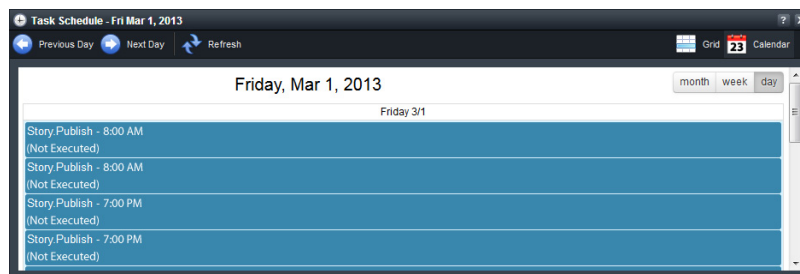 Task Schedule - Fri Mar 1, 2013 ?
Previous Day Next Day Refresh Grid 23 Calendar
Friday, Mar 1, 2013 month week day
Friday 3/1
Story.Publish - 8:00 AM
(Not Executed)
Story.Publish - 8:00 AM
(Not Executed)
Story.Publish - 7:00 PM
(Not Executed)
Story.Publish - 7:00 PM
(Not Executed)